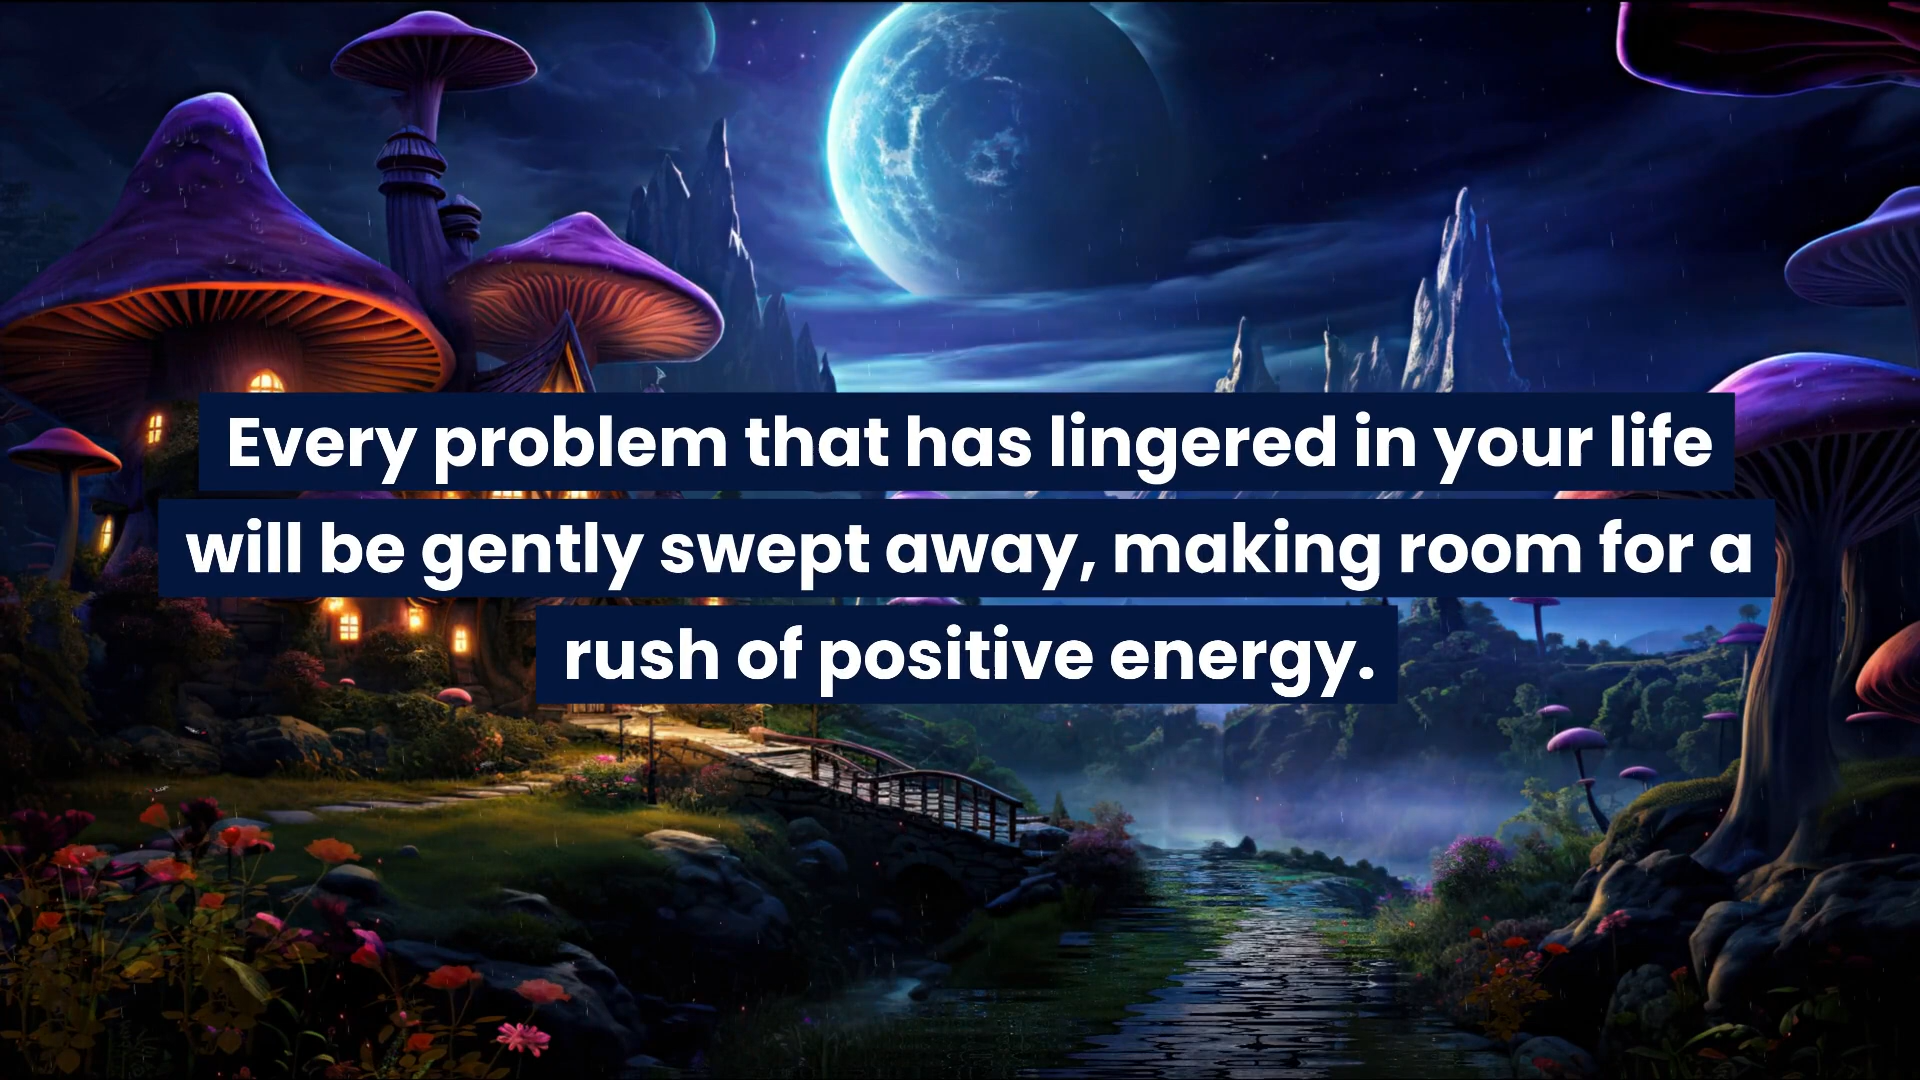 Every problem that has lingered in your life
will be gently swept away, making room for a
rush of positive energy.